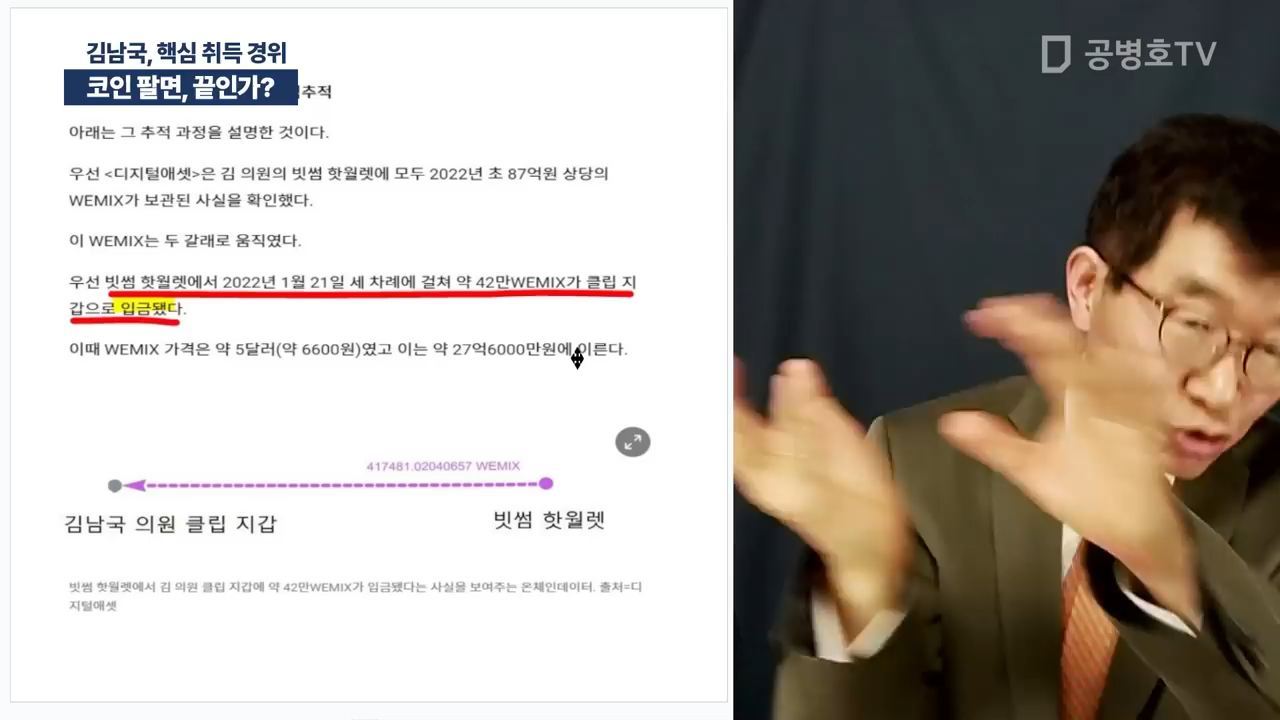 김남국, 핵심 취득 경위
코인 팔면, 끝인가?
추적
공병호TV
아래는 그 추적 과정을 설명한 것이다.
우선 <디지털애셋>은 김 의원의 빗썸 핫월렛에 모두 2022년 초 87억원 상당의
WEMIX가 보관된 사실을 확인했다.
이 WEMIX는 두 갈래로 움직였다.
우선 빗썸 핫월렛에서 2022년 1월 21일 세 차례에 걸쳐 약 42만WEMIX가 클립 지
갑으로 입금됐다.
이때 WEMIX 가격은 약 5달러(약 6600원)였고 이는 약 27억6000만원에 이른다.
417481.02040657 WEMIX
김남국 의원 클립 지갑
빗썸 핫월렛
빗썸 핫월렛에서 김 의원 클립 지갑에 약 42만WEMIX가 입금됐다는 사실을 보여주는 온체인데이터. 출처=디
지털애셋